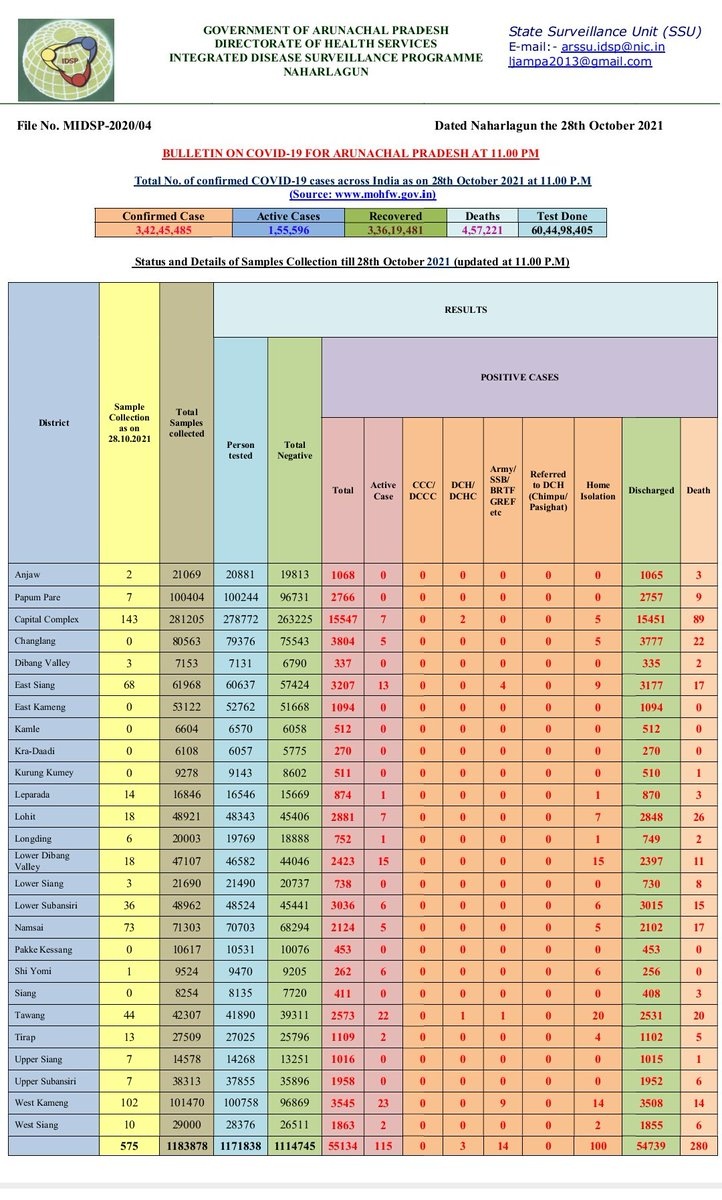 IDSP
GOVERNMENT OF ARUNACHAL PRADESH
DIRECTORATE OF HEALTH SERVICES
INTEGRATED DISEASE SURVEILLANCE PROGRAMME
NAHARLAGUN
State Surveillance Unit (SSU)
E-mail:- arssu.idsp@nic.in
ljampa2013@gmail.com
File No. MIDSP-2020/04 Dated Naharlagun the 28th October 2021
BULLETIN ON COVID-19 FOR ARUNACHAL PRADESH AT 11.00 PM
Total No. of confirmed COVID-19 cases across India as on 28th October 2021 at 11.00 P.M
(Source: www.mohfw.gov.in)
Confirmed Case Active Cases Recovered Deaths Test Done
3,42,45,485 1,55,596 3,36,19,481 4,57,221 60,44,98,405
Status and Details of Samples Collection till 28th October 2021 (updated at 11.00 P.M)
District
Sample
Collection
as on
28.10.2021
Total
Samples
collected
RESULTS
Person
tested
Total
Negative
POSITIVE CASES
Total
Active
Case
CCC/
DCCC
DCH/
DCHC
Army/
SSB/
BRTF
GREF
etc
Referred
to DCH
(Chimpu/
Pasighat)
Home
Isolation
Discharged
Death
Anjaw 2 21069 20881 19813 1068 0 0 0 0 0 0 1065 3
Papum Pare 7 100404 100244 96731 2766 0 0 0 0 0 0 2757 9
Capital Complex 143 281205 278772 263225 15547 7 0 2 0 0 5 15451 89
Changlang 0 80563 79376 75543 3804 5 0 0 0 0 5 3777 22
Dibang Valley 3 7153 7131 6790 337 0 0 0 0 0 0 335 2
East Siang 68 61968 60637 57424 3207 13 0 0 4 0 9 3177 17
East Kameng 0 53122 52762 51668 1094 0 0 0 0 0 0 1094 0
Kamle 0 6604 6570 6058 512 0 0 0 0 0 0 512 0
Kra-Daadi 0 6108 6057 5775 270 0 0 0 0 0 0 270 0
Kurung Kumey 0 9278 9143 8602 511 0 0 0 0 0 0 510 1
Leparada 14 16846 16546 15669 874 1 0 0 0 0 1 870 3
Lohit 18 48921 48343 45406 2881 7 0 0 0 0 7 2848 26
Longding 6 20003 19769 18888 752 1 0 0 0 0 1 749 2
Lower Dibang
Valley 18 47107 46582 44046 2423 15 0 0 0 0 15 2397 11
Lower Siang 3 21690 21490 20737 738 0 0 0 0 0 0 730 8
Lower Subansiri 36 48962 48524 45441 3036 6 0 0 0 0 6 3015 15
Namsai 73 71303 70703 68294 2124 5 0 0 0 0 5 2102 17
Pakke Kessang 0 10617 10531 10076 453 0 0 0 0 0 0 453 0
Shi Yomi 1 9524 9470 9205 262 6 0 0 0 0 6 256 0
Siang 0 8254 8135 7720 411 0 0 0 0 0 0 408 3
Tawang 44 42307 41890 39311 2573 22 0 1 1 0 20 2531 20
Tirap 13 27509 27025 25796 1109 2 0 0 0 0 4 1102 5
Upper Siang 7 14578 14268 13251 1016 0 0 0 0 0 0 1015 1
Upper Subansiri 7 38313 37855 35896 1958 0 0 0 0 0 0 1952 6
West Kameng 102 101470 100758 96869 3545 23 0 0 9 0 14 3508 14
West Siang 10 29000 28376 26511 1863 2 0 0 0 0 2 1855 6
575 1183878 1171838 1114745 55134 115 0 3 14 0 100 54739 280